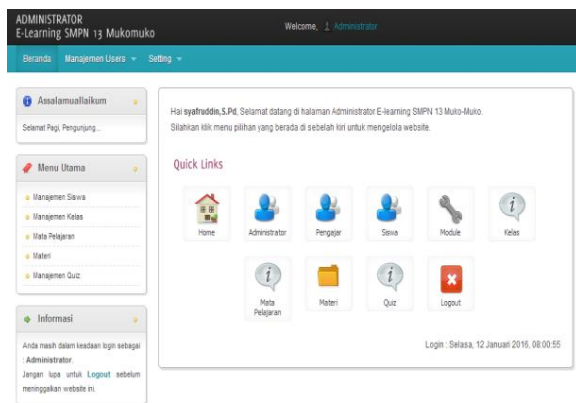 ADMINISTRATOR
E-Learning SMPN 13 Mukomuko
Welcome, Administrator
Beranda Manajemen Users Setting
Assalamuallaikum
Selamat Pagi, Pengunjung...
Menu Utama
Manajemen Siswa
Manajemen Kelas
Mata Pelajaran
Materi
Manajemen Quiz
Informasi
Anda masih dalam keadaan login sebagai
: Administrator.
Jangan lupa untuk Logout sebelum
meninggalkan website ini.
Hai syafruddin,S.Pd, Selamat datang di halaman Administrator E-learning SMPN 13 Muko-Muko.
Silahkan klik menu pilihan yang berada di sebelah kiri untuk mengelola website.
Quick Links
Home Administrator Pengajar Siswa Module Kelas
Mata
Pelajaran Materi Quiz Logout
Login : Selasa, 12 Januari 2016, 08:00:55